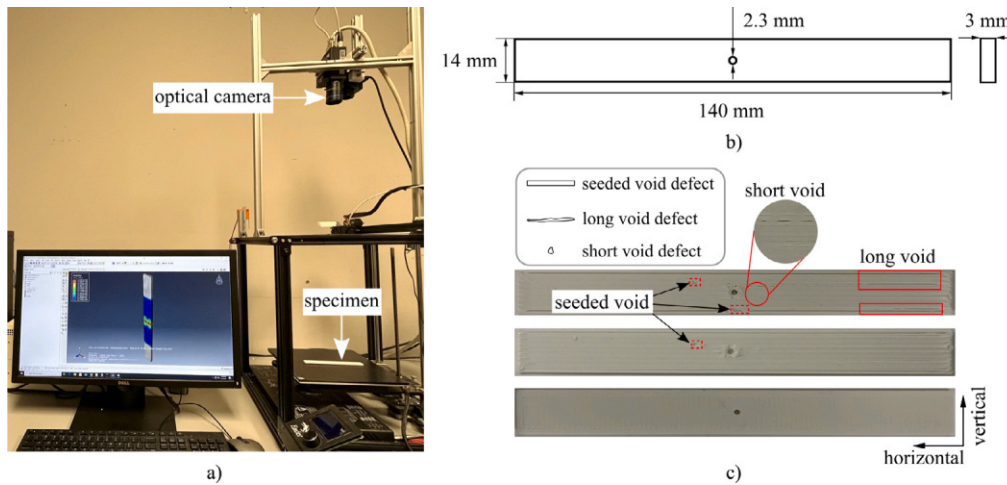 optical camera
specimen
DELL
a)
2.3 mm
3 mm
14 mm
140 mm
b)
seeded void defect
long void defect
short void defect
short void
long void
seeded void
horizontal
vertical
c)